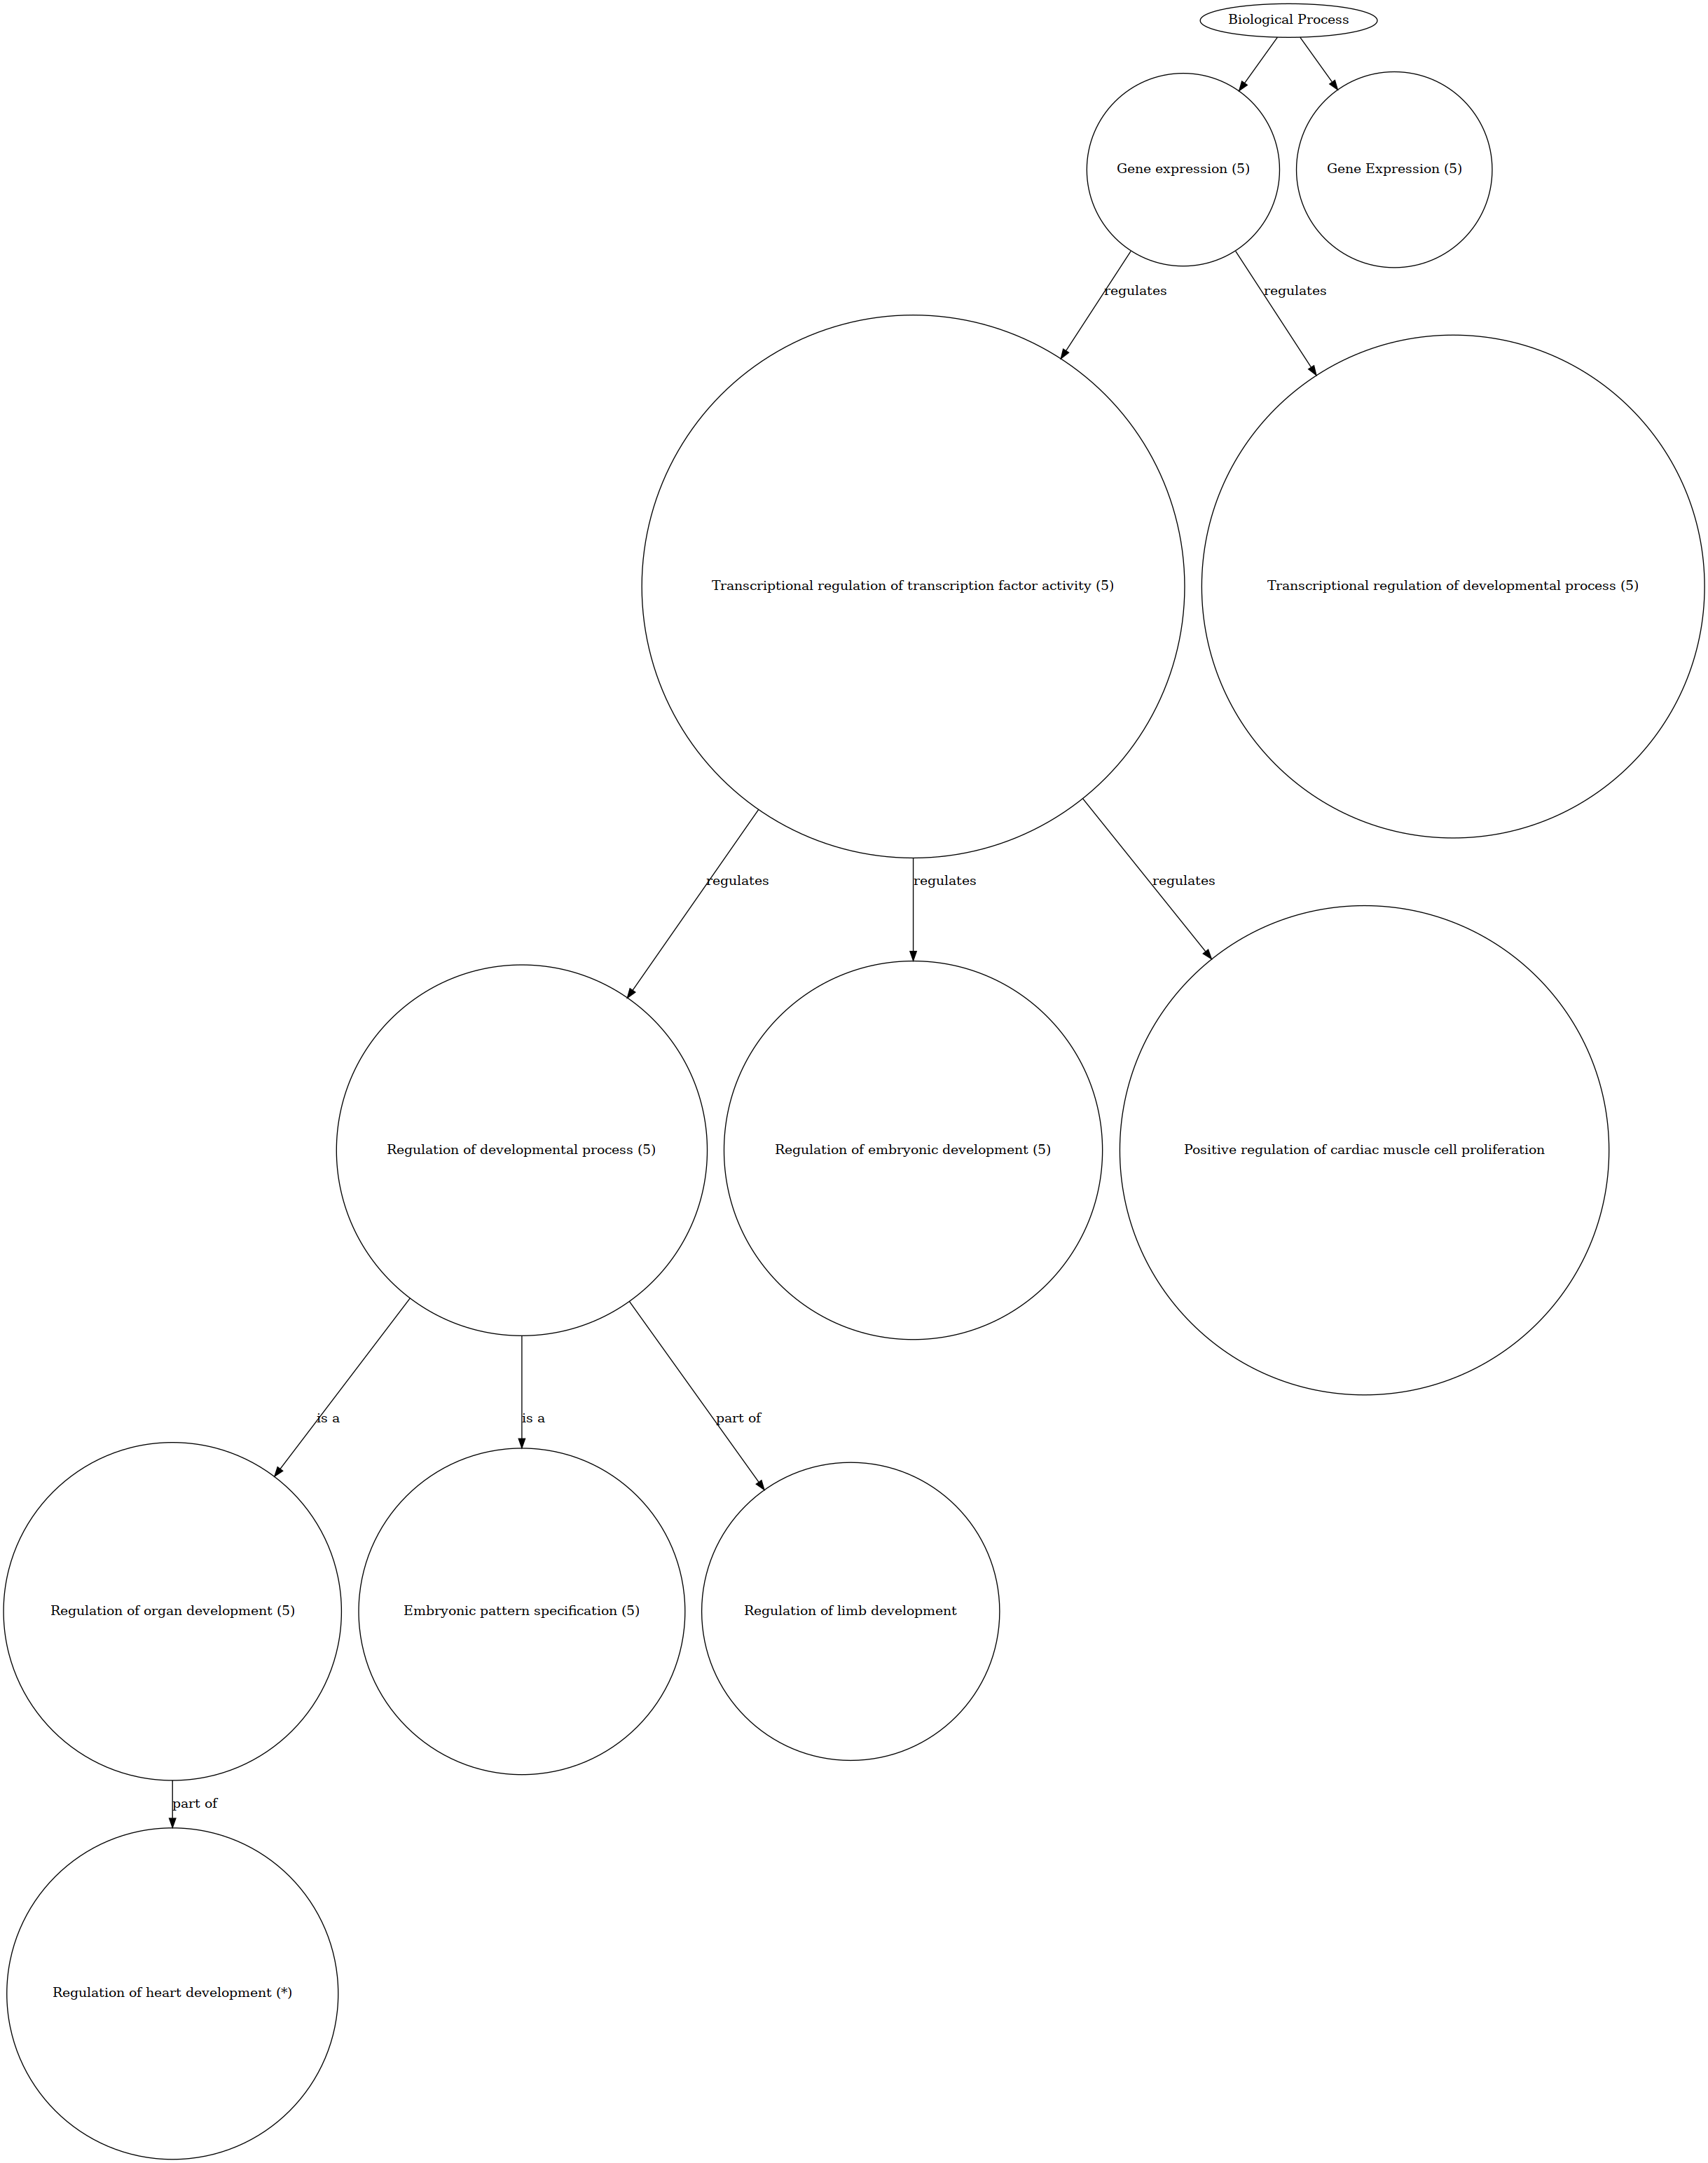 Biological Process
Gene expression (5)
Gene Expression (5)
regulates
regulates
Transcriptional regulation of transcription factor activity (5)
Transcriptional regulation of developmental process (5)
regulates
regulates
regulates
Regulation of developmental process (5)
Regulation of embryonic development (5)
Positive regulation of cardiac muscle cell proliferation
is a
is a
part of
Regulation of organ development (5)
Embryonic pattern specification (5)
Regulation of limb development
part of
Regulation of heart development (*)